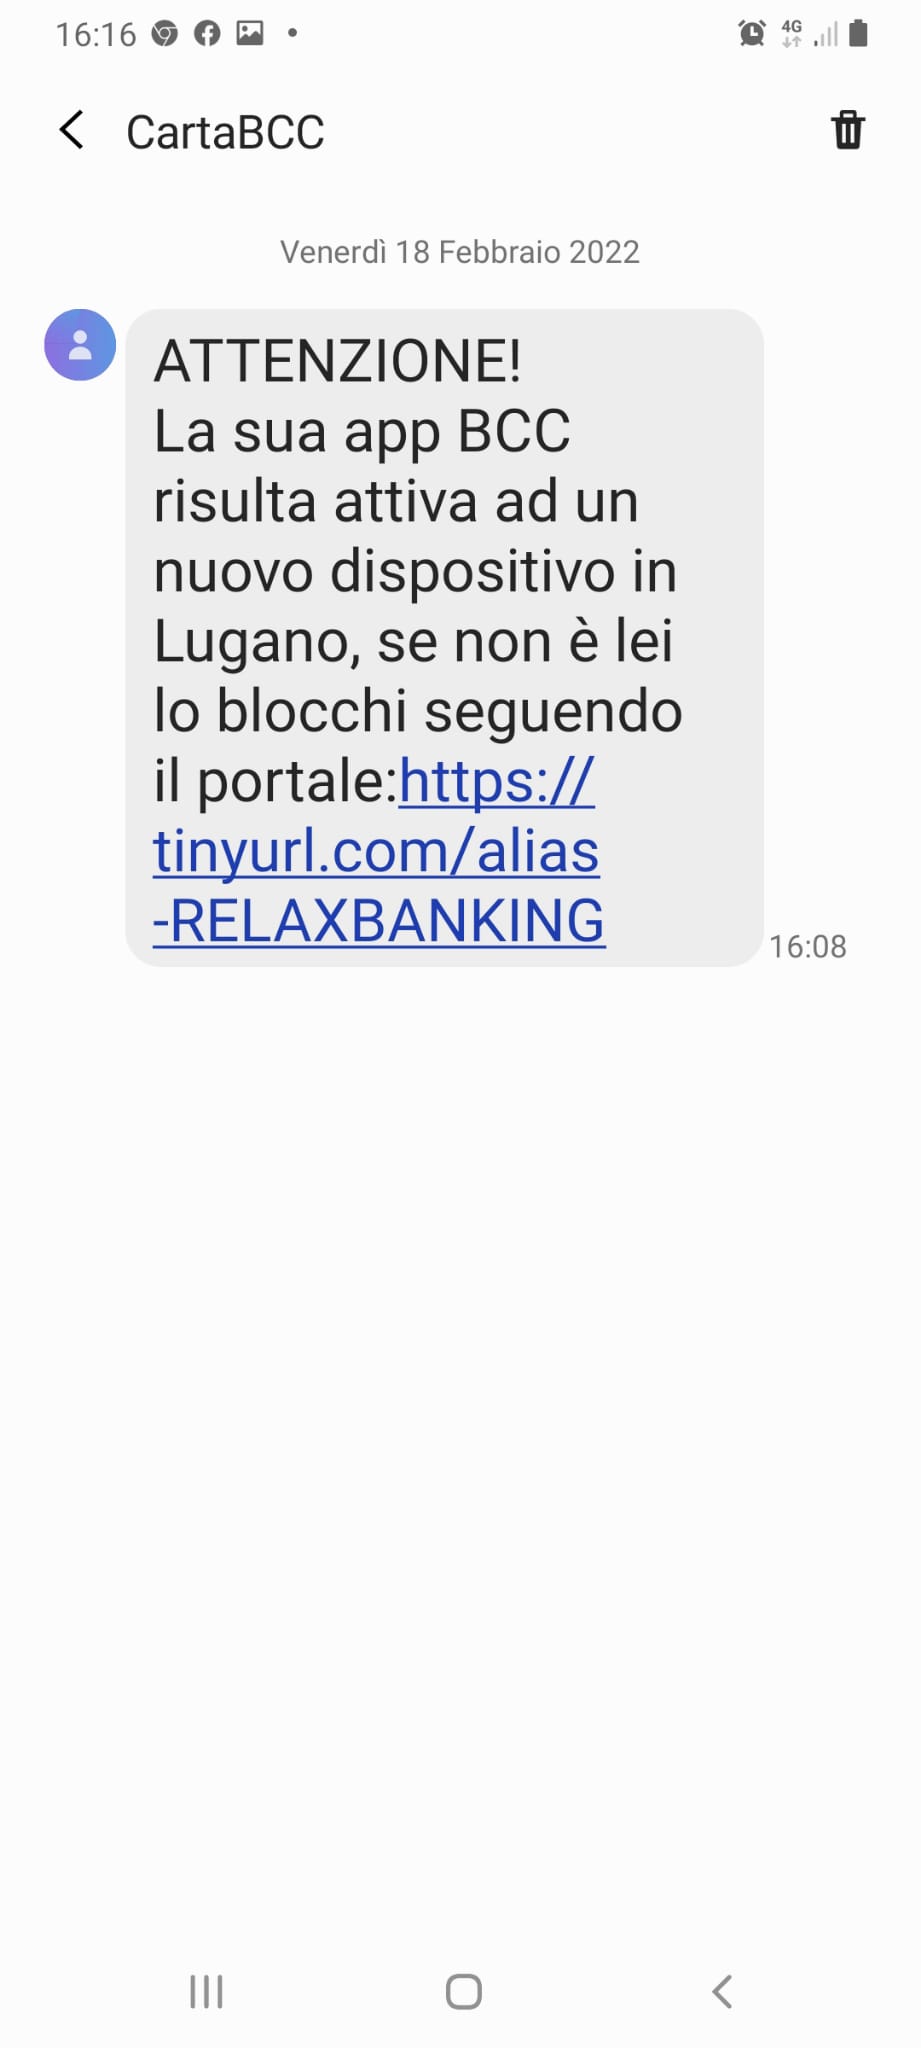 16:16
4G
CartaBCC
Venerdì 18 Febbraio 2022
ATTENZIONE!
La sua app BCC
risulta attiva ad un
nuovo dispositivo in
Lugano, se non è lei
lo blocchi seguendo
il portale:https://
tinyurl.com/alias
-RELAXBANKING
16:08